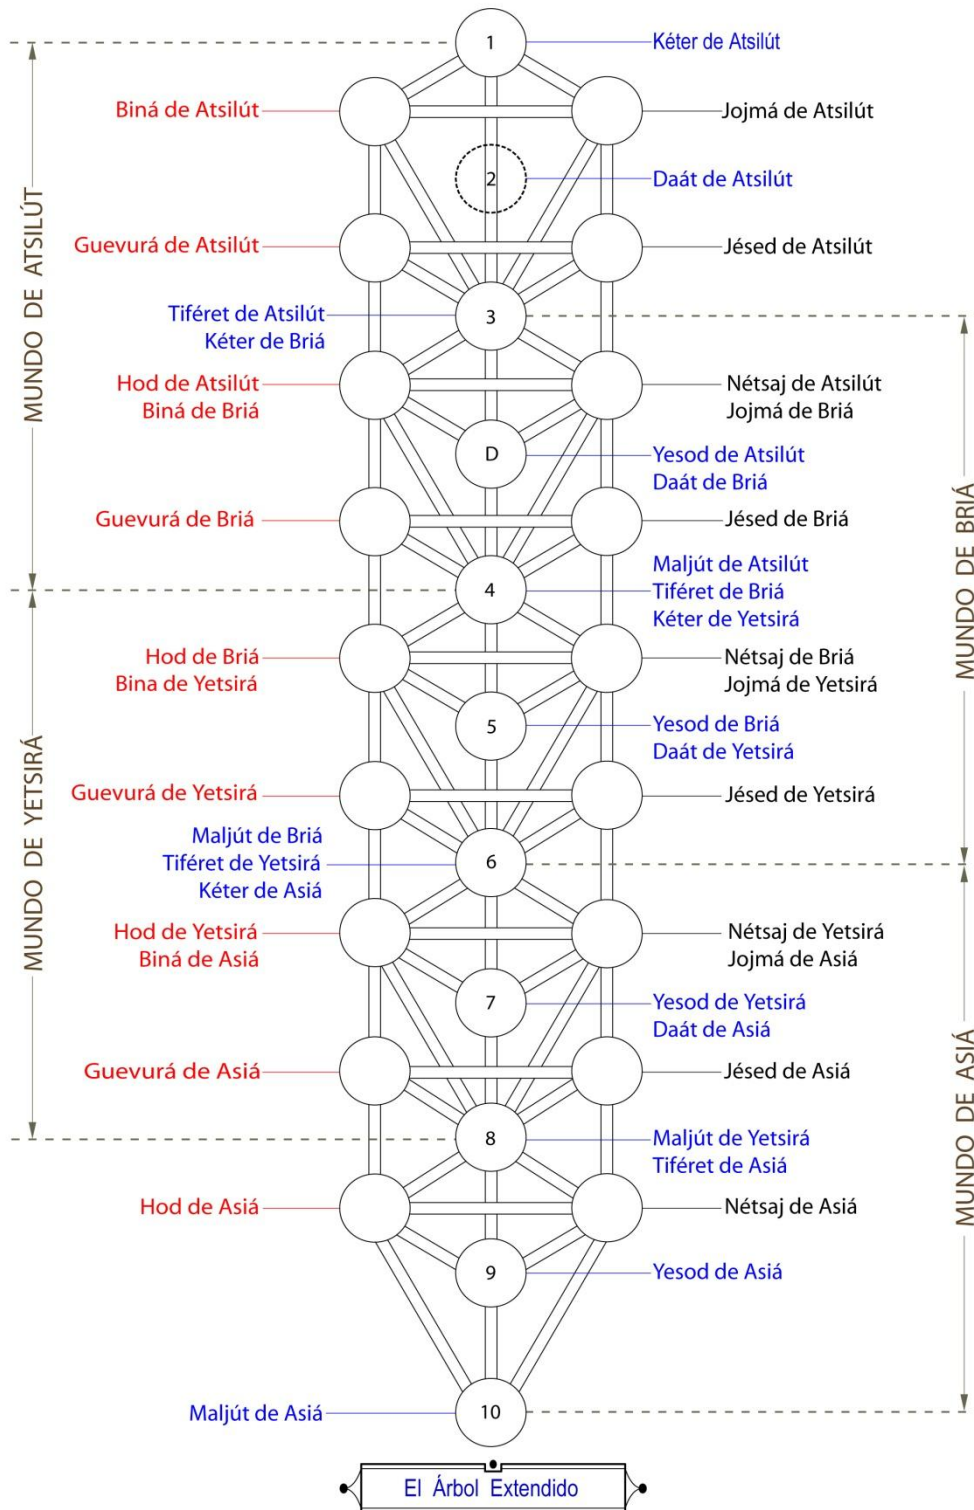 1
Kéter de Atsilút
Biná de Atsilút
Jojmá de Atsilút
2
Daát de Atsilút
MUNDO DE ATSILÚT
Guevurá de Atsilút
Jésed de Atsilút
Tiféret de Atsilút
Kéter de Briá
3
Hod de Atsilút
Biná de Briá
Nétsaj de Atsilút
Jojmá de Briá
D
Yesod de Atsilút
Daát de Briá
Guevurá de Briá
Jésed de Briá
MUNDO DE BRIÁ
4
Maljút de Atsilút
Tiféret de Briá
Kéter de Yetsirá
Hod de Briá
Bina de Yetsirá
Nétsaj de Briá
Jojmá de Yetsirá
5
Yesod de Briá
Daát de Yetsirá
MUNDO DE YETSIRÁ
Guevurá de Yetsirá
Jésed de Yetsirá
Maljút de Briá
Tiféret de Yetsirá
Kéter de Asiá
6
Hod de Yetsirá
Biná de Asiá
Nétsaj de Yetsirá
Jojmá de Asiá
7
Yesod de Yetsirá
Daát de Asiá
Guevurá de Asiá
Jésed de Asiá
MUNDO DE ASIÁ
8
Maljút de Yetsirá
Tiféret de Asiá
Hod de Asiá
Nétsaj de Asiá
9
Yesod de Asiá
Maljút de Asiá
10
El Árbol Extendido